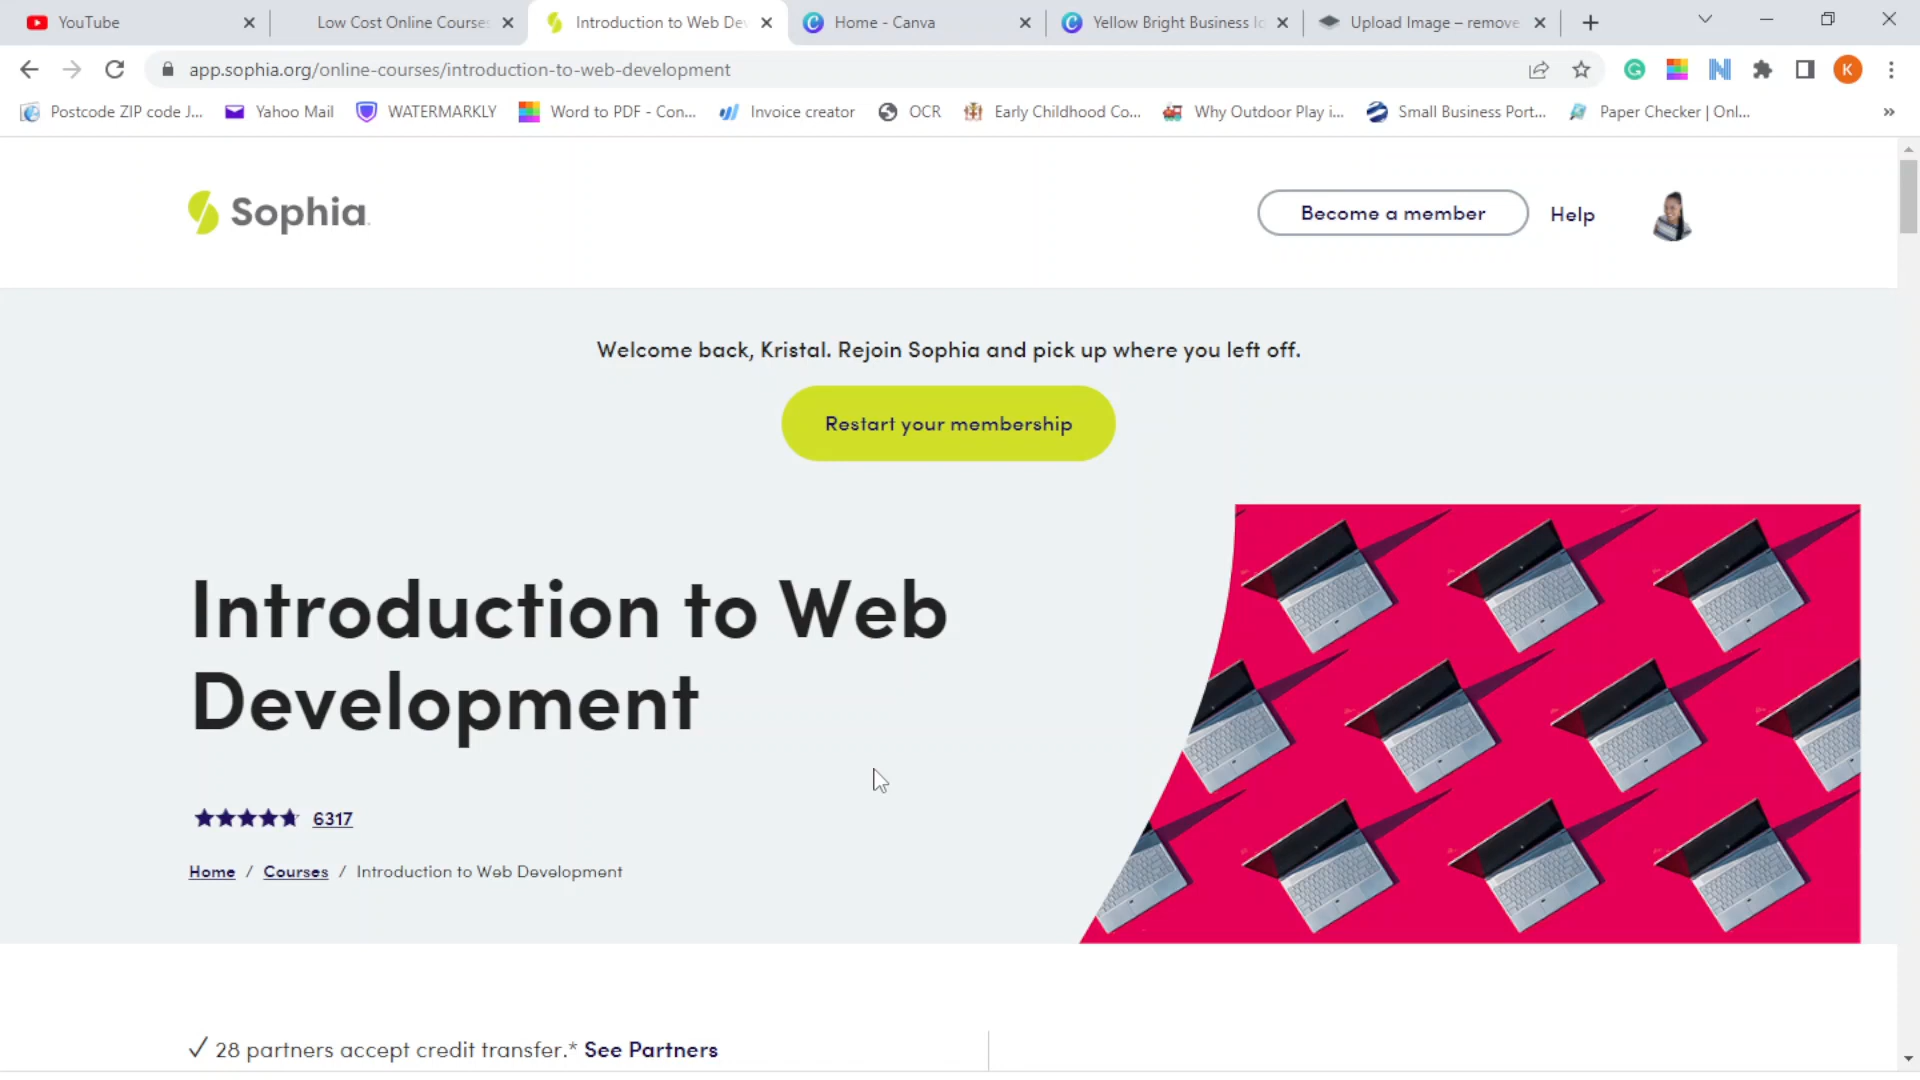 YouTube
Low Cost Online Courses
Introduction to Web De
Home - Canva
Yellow Bright Business
Upload Image – remove
app.sophia.org/online-courses/introduction-to-web-development
K
Postcode ZIP code J...
Yahoo Mail
WATERMARKLY
Word to PDF - Con...
Invoice creator
OCR
Early Childhood Co...
Why Outdoor Play i...
Small Business Port...
Paper Checker | Onl...
Sophia
Become a member
Help
Welcome back, Kristal. Rejoin Sophia and pick up where you left off.
Restart your membership
Introduction to Web
Development
6317
Home / Courses / Introduction to Web Development
✓ 28 partners accept credit transfer.* See Partners